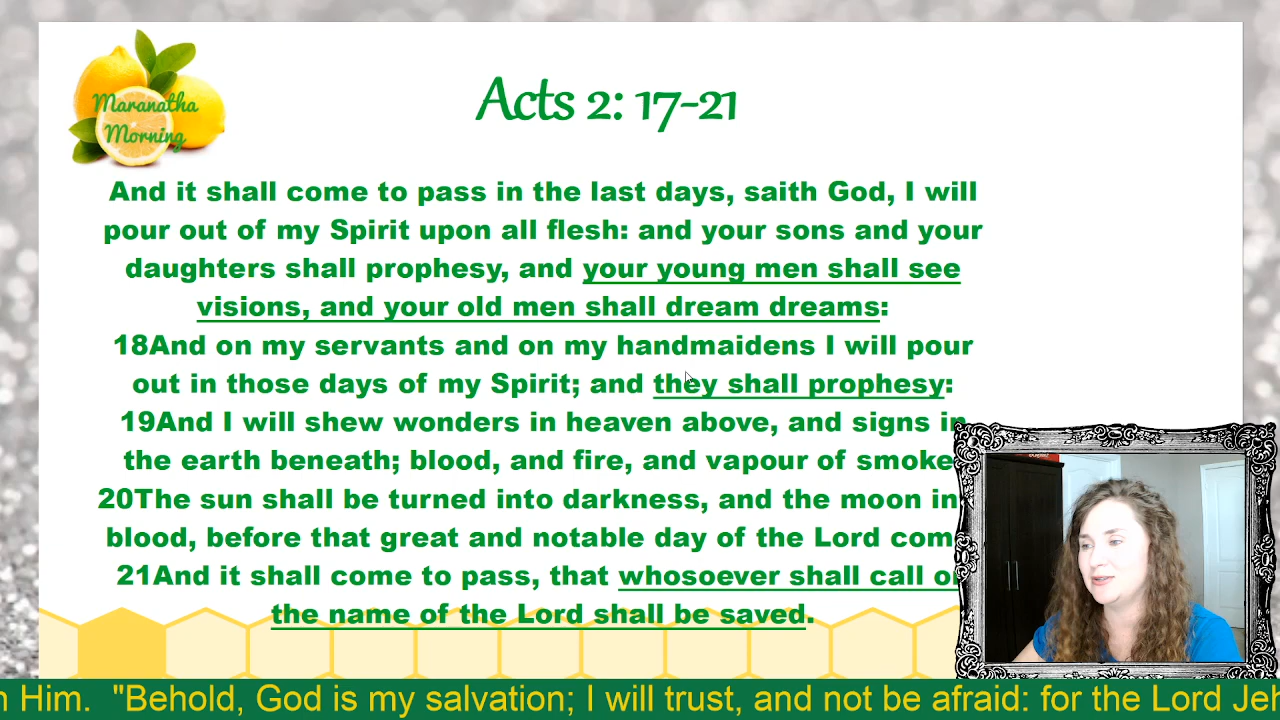 Maranatha
Morning
Acts 2: 17-21
And it shall come to pass in the last days, saith God, I will
pour out of my Spirit upon all flesh: and your sons and your
daughters shall prophesy, and your young men shall see
visions, and your old men shall dream dreams:
18And on my servants and on my handmaidens I will pour
out in those days of my Spirit; and they shall prophesy:
19And I will shew wonders in heaven above, and signs in
the earth beneath; blood, and fire, and vapour of smoke
20The sun shall be turned into darkness, and the moon in
blood, before that great and notable day of the Lord com
21And it shall come to pass, that whosoever shall call o
the name of the Lord shall be saved.
n Him. "Behold, God is my salvation; I will trust, and not be afraid: for the Lord Jeh